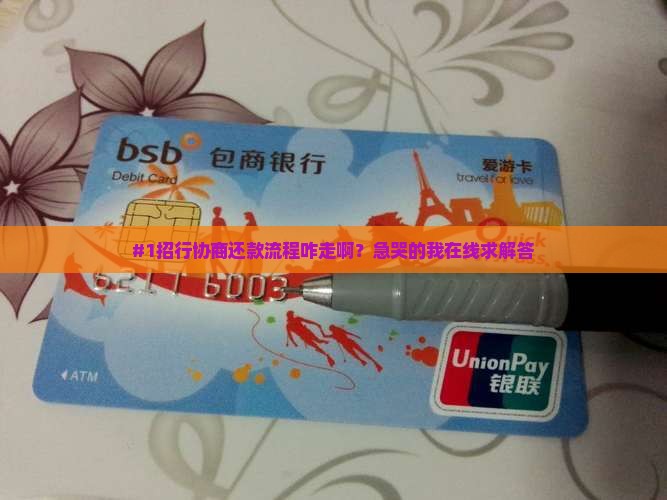 bsb 包商银行
Debit Card
爱游卡
travel for love
#1招行协商还款流程咋走啊？急哭的我在线求解答
Quick
6217 6003
ATM
UnionPay
银联